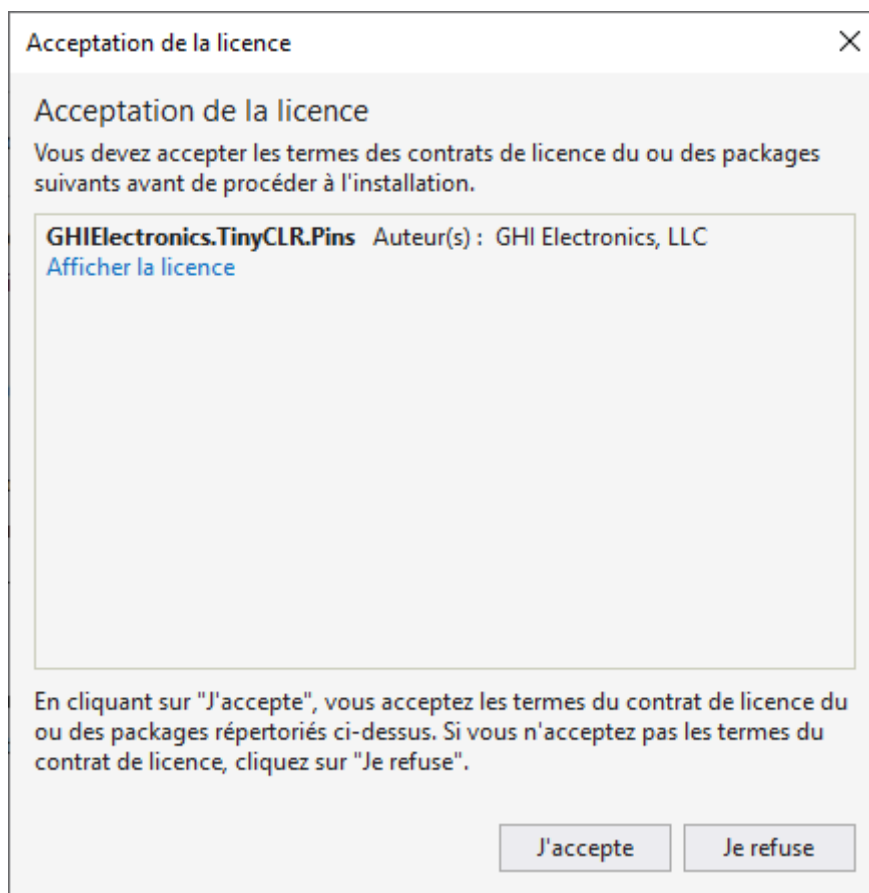 Acceptation de la licence
Acceptation de la licence
Vous devez accepter les termes des contrats de licence du ou des packages
suivants avant de procéder à l'installation.
GHIElectronics.TinyCLR.Pins Auteur(s) : GHI Electronics, LLC
Afficher la licence
En cliquant sur "J'accepte", vous acceptez les termes du contrat de licence du
ou des packages répertoriés ci-dessus. Si vous n'acceptez pas les termes du
contrat de licence, cliquez sur "Je refuse".
J'accepte Je refuse